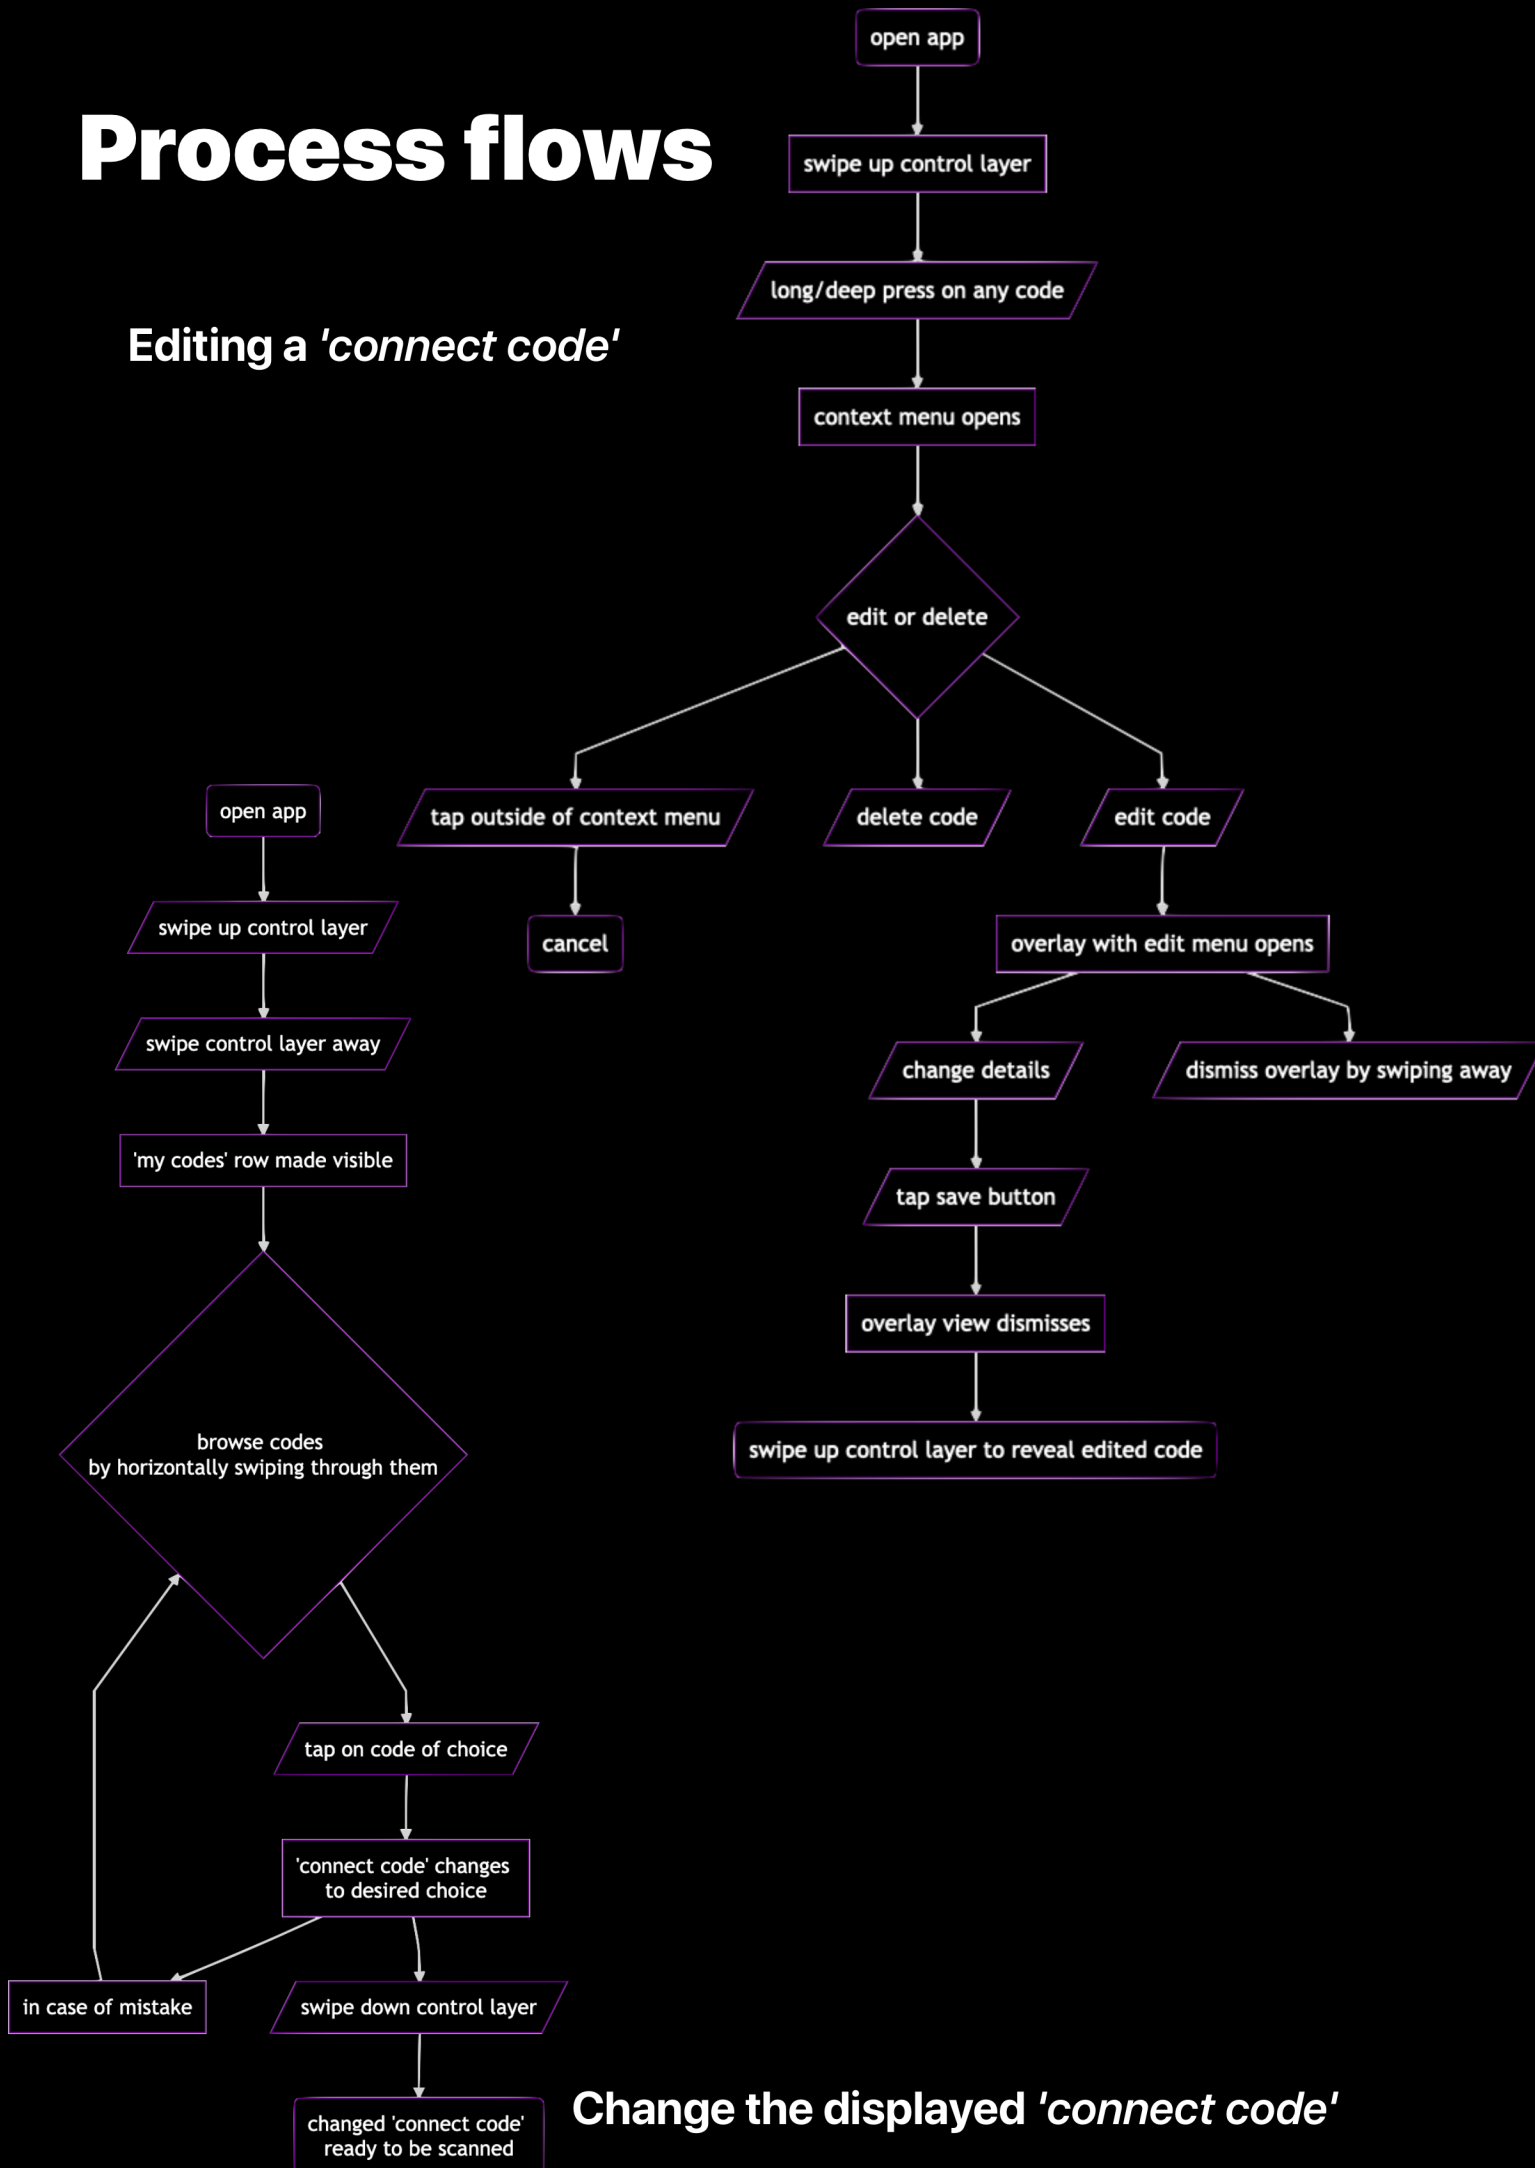 Process flows
Editing a 'connect code'
open app
swipe up control layer
long/deep press on any code
context menu opens
edit or delete
tap outside of context menu
delete code
edit code
cancel
overlay with edit menu opens
change details
dismiss overlay by swiping away
tap save button
overlay view dismisses
swipe up control layer to reveal edited code
open app
swipe up control layer
swipe control layer away
'my codes' row made visible
browse codes
by horizontally swiping through them
tap on code of choice
'connect code' changes
to desired choice
in case of mistake
swipe down control layer
changed 'connect code'
ready to be scanned
Change the displayed 'connect code'